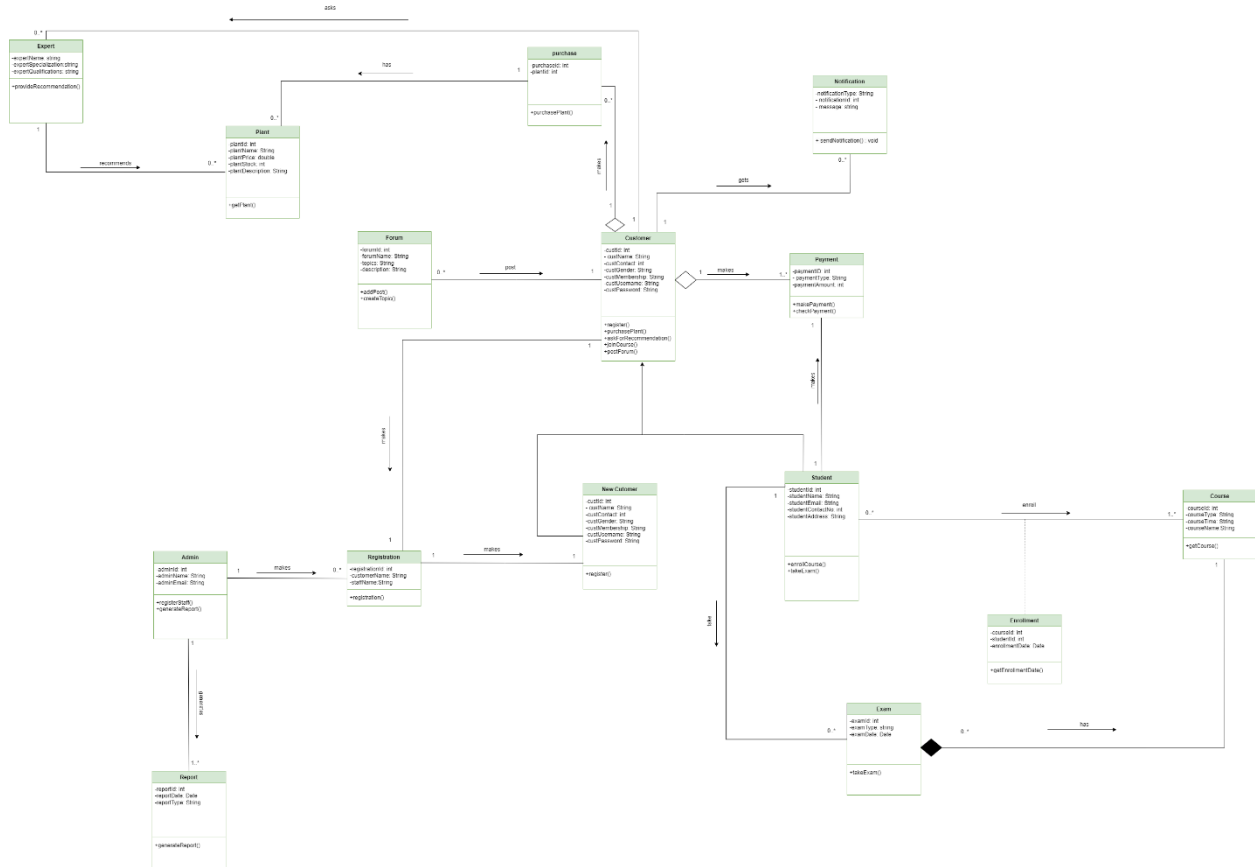 asks
0..*
Expert
-expertName: string
-expertSpecialization:string
-expertQualifications: string
+provideRecommendation()
1
recommends
0..*
Plant
-plantId: int
-plantName: String
-plantPrice: double
-plantStock: int
-plantDescription: String
+getPlant()
0..*
has
1
purchase
purchaseId: int
-plantId: int
+purchasePlant()
0..*
makes
1
1
1
gets
0..*
Notification
notificationType: String
- notificationId: int
- message: string
+ sendNotification() : void
Forum
-forumId: int
forumName: String
-topics: String
-description: String
+addPost()
+createTopic()
0..*
post
1
Customer
-custId: int
- custName: String
-custContact: int
-custGender: String
-custMembership: String
custUsername: String
-custPassword: String
+register()
+purchasePlant()
+askForRecommendation()
+joinCourse()
+postForum()
1
makes
1..*
Payment
-paymentID: int
- paymentType: String
-paymentAmount: int
+makePayment()
+checkPayment()
1
makes
1
1
makes
1
Student
-studentId: int
-studentName: String
-studentEmail: String
-studentContactNo: int
-studentAddress: String
+enrolCourse()
+takeExam()
0..*
enrol
1..*
Course
-courseId: int
-courseType: String
-courseTime: String
-courseName:String
+getCourse()
1
New Cutomer
-custId: int
- custName: String
-custContact: int
-custGender: String
-custMembership: String
custUsername: String
-custPassword: String
+register()
1
makes
1
Registration
-registrationId: int
-customerName: String
-staffName:String
+registration()
0..*
makes
1
Admin
adminId: int
-adminName: String
-adminEmail: String
+registerStaff()
+generateReport()
1
generates
1..*
Report
-reportId: int
-reportDate: Date
-reportType: String
+generateReport()
Enrollment
-courseId: int
-studentId: int
-enrolmentDate: Date
+getEnrolmentDate()
1
take
0..*
Exam
-examId: int
-examType: string
-examDate: Date
+takeExam()
0..*
has